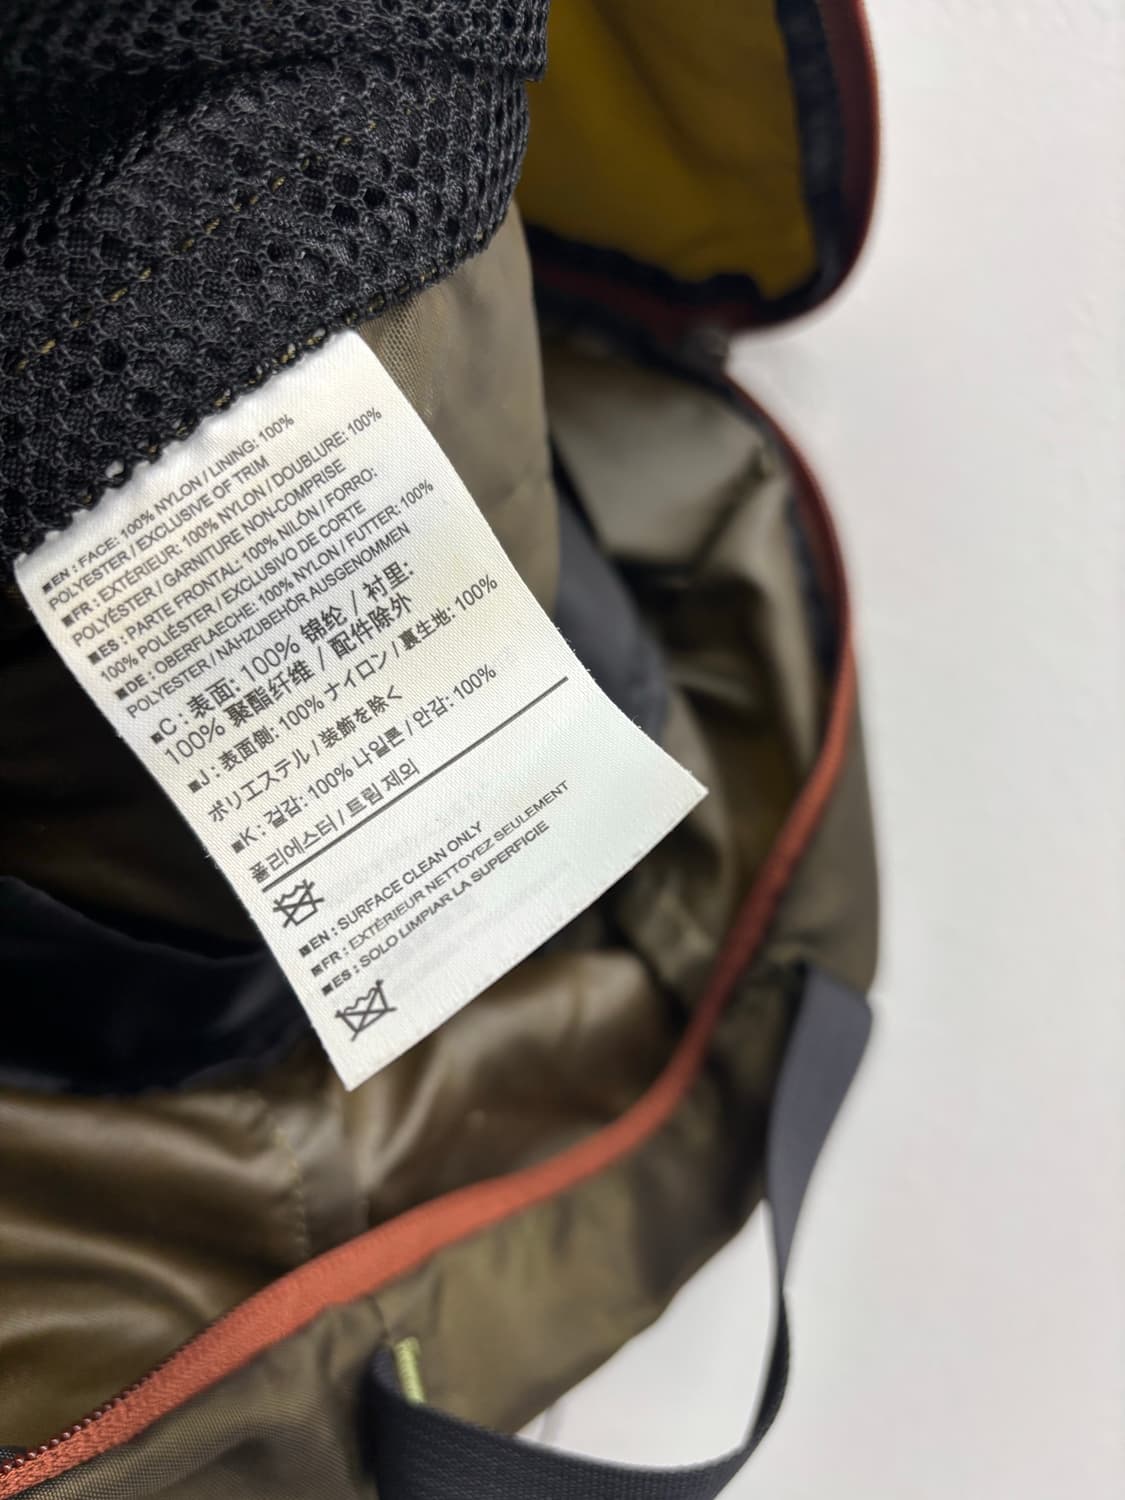 ■EN : FACE: 100% NYLON / LINING: 100%
POLYESTER / EXCLUSIVE OF TRIM
■FR : EXTÉRIEUR: 100% NYLON / DOUBLURE: 100%
POLYÉSTER / GARNITURE NON-COMPRISE
■ES : PARTE FRONTAL: 100% NILÓN / FORRO:
100% POLIÉSTER / EXCLUSIVO DE CORTE
■DE : OBERFLAECHE: 100% NYLON / FUTTER: 100%
POLYESTER / NÄHZUBEHÖR AUSGENOMMEN
■C : 表面: 100% 锦纶 / 衬里:
100% 聚酯纤维 / 配件除外
■J : 表面側: 100% ナイロン / 裏生地: 100%
ポリエステル / 装飾を除く
■K : 겉감: 100% 나일론 / 안감: 100%
폴리에스터 / 트림 제외
■EN : SURFACE CLEAN ONLY
■FR : EXTÉRIEUR NETTOYEZ SEULEMENT
■ES : SOLO LIMPIAR LA SUPERFICIE